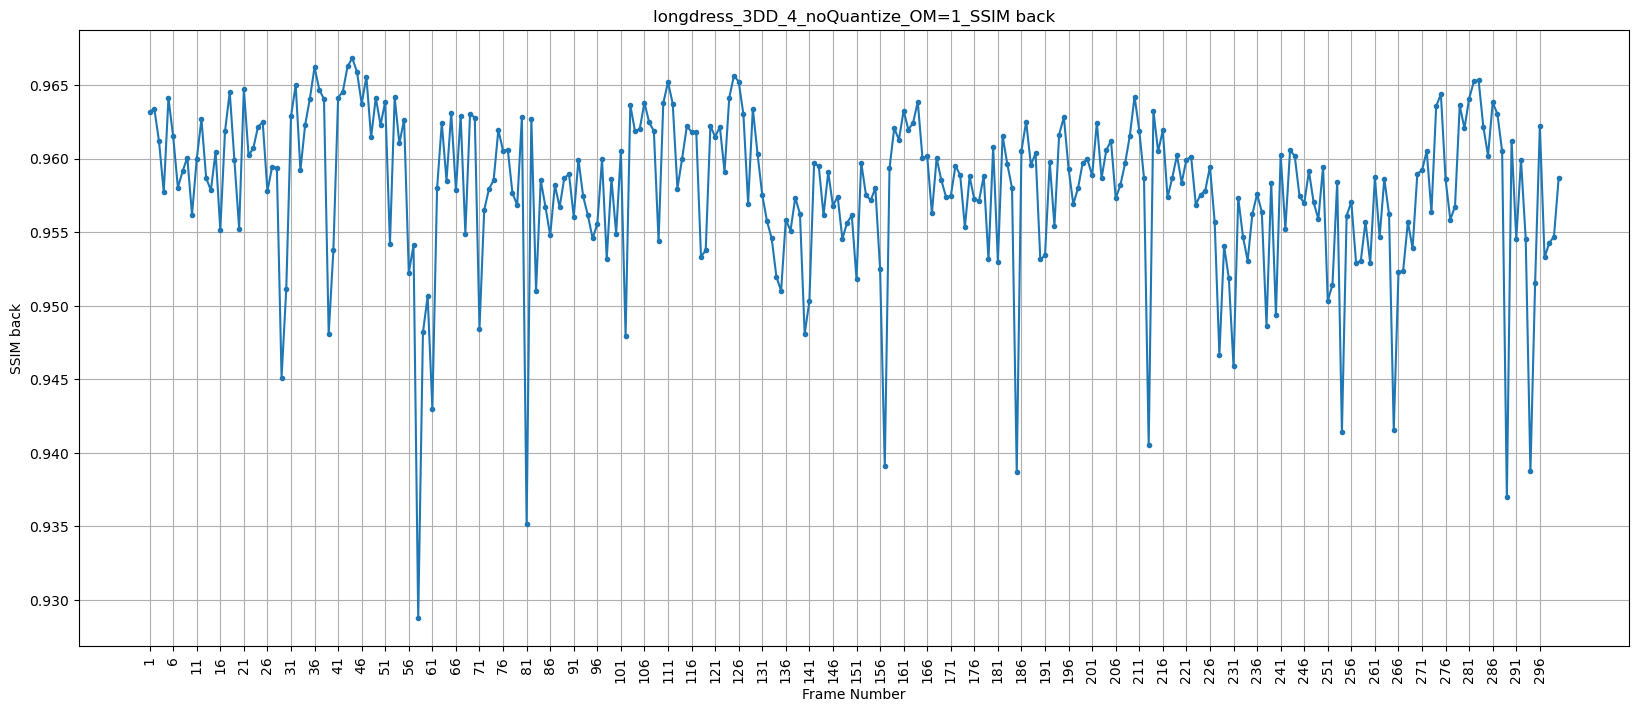 longdress_3DD_4_noQuantize_OM=1_SSIM back
SSIM back
0.965
0.960
0.955
0.950
0.945
0.940
0.935
0.930
1 6 11 16 21 26 31 36 41 46 51 56 61 66 71 76 81 86 91 96 101 106 111 116 121 126 131 136 141 146 151 156 161 166 171 176 181 186 191 196 201 206 211 216 221 226 231 236 241 246 251 256 261 266 271 276 281 286 291 296
Frame Number